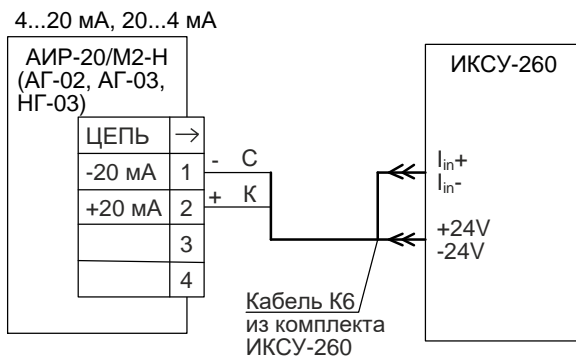 4...20 мА, 20...4 мА
АИР-20/М2-Н
(АГ-02, АГ-03,
НГ-03)
ЦЕПЬ →
-20 мА 1 - С
+20 мА 2 + К
3
4
ИКСУ-260
Iin+
Iin-
+24V
-24V
Кабель К6
из комплекта
ИКСУ-260